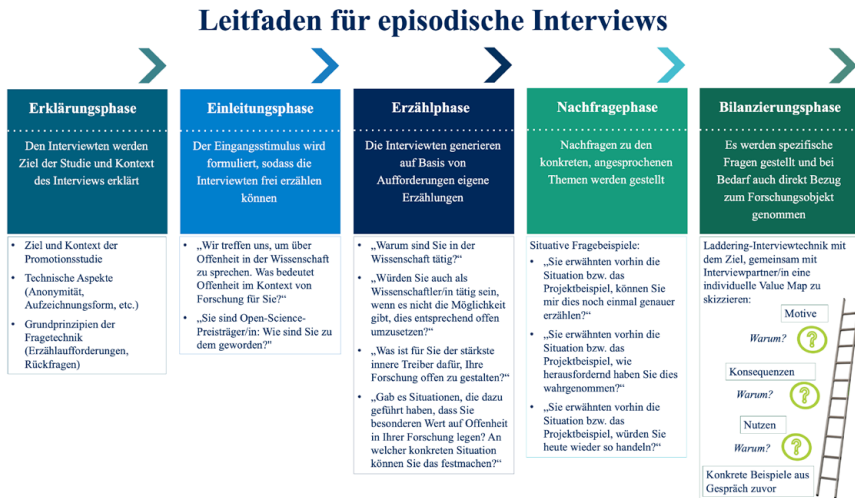 Leitfaden für episodische Interviews
Erklärungsphase
Den Interviewten werden
Ziel der Studie und Kontext
des Interviews erklärt
• Ziel und Kontext der
Promotionsstudie
• Technische Aspekte
(Anonymität,
Aufzeichnungsform, etc.)
• Grundprinzipien der
Fragetechnik
(Erzählaufforderungen,
Rückfragen)
Einleitungsphase
Der Eingangsstimulus wird
formuliert, sodass die
Interviewten frei erzählen
können
• „Wir treffen uns, um über
Offenheit in der Wissenschaft
zu sprechen. Was bedeutet
Offenheit im Kontext von
Forschung für Sie?“
• „Sie sind Open-Science-
Preisträger/in: Wie sind Sie zu
dem geworden?"
Erzählphase
Die Interviewten generieren
auf Basis von
Aufforderungen eigene
Erzählungen
• „Warum sind Sie in der
Wissenschaft tätig?“
• „Würden Sie auch als
Wissenschaftler/in tätig sein,
wenn es nicht die Möglichkeit
gibt, dies entsprechend offen
umzusetzen?“
• „Was ist für Sie der stärkste
innere Treiber dafür, Ihre
Forschung offen zu gestalten?“
• „Gab es Situationen, die dazu
geführt haben, dass Sie
besonderen Wert auf Offenheit
in Ihrer Forschung legen? An
welcher konkreten Situation
können Sie das festmachen?“
Nachfragephase
Nachfragen zu den
konkreten, angesprochenen
Themen werden gestellt
Situative Fragebeispiele:
• „Sie erwähnten vorhin die
Situation bzw. das
Projektbeispiel, können Sie
mir dies noch einmal genauer
erzählen?“
• „Sie erwähnten vorhin die
Situation bzw. das
Projektbeispiel, wie
herausfordernd haben Sie dies
wahrgenommen?“
• „Sie erwähnten vorhin die
Situation bzw. das
Projektbeispiel, würden Sie
heute wieder so handeln?“
Bilanzierungsphase
Es werden spezifische
Fragen gestellt und bei
Bedarf auch direkt Bezug
zum Forschungsobjekt
genommen
Laddering-Interviewtechnik mit
dem Ziel, gemeinsam mit
Interviewpartner/in eine
individuelle Value Map zu
skizzieren:
Motive
Warum? ?
Konsequenzen
Warum? ?
Nutzen
Warum? ?
Konkrete Beispiele aus
Gespräch zuvor